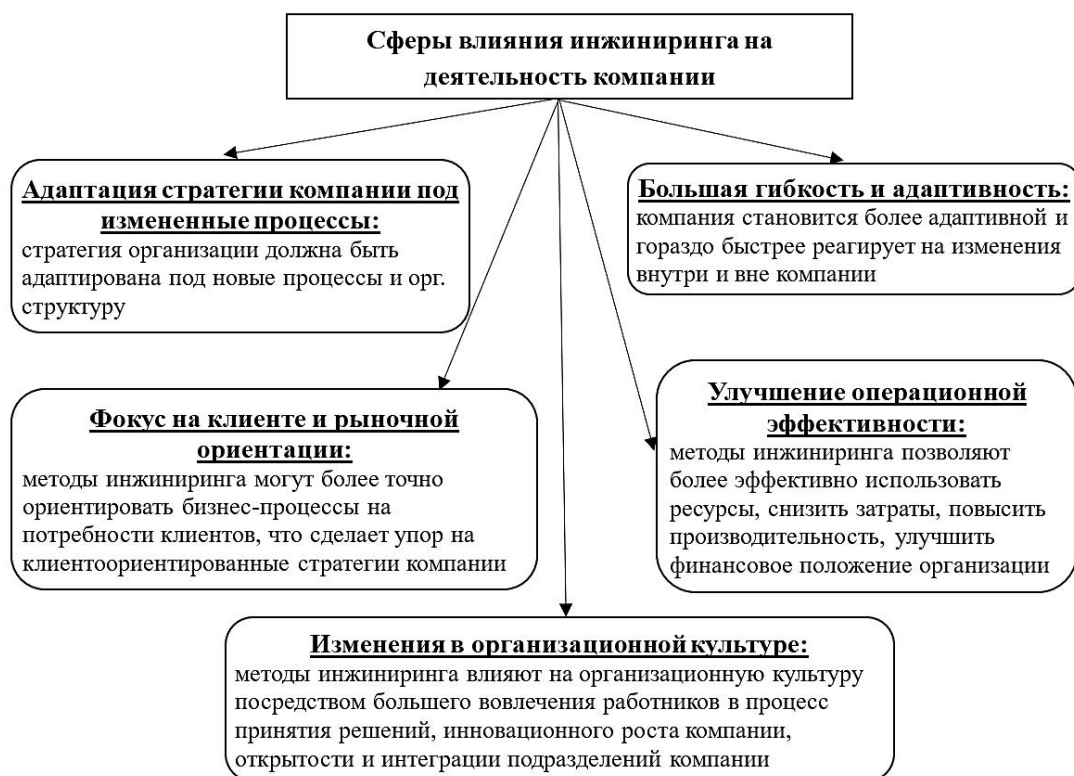 Сферы влияния инжиниринга на
деятельность компании
Адаптация стратегии компании под
измененные процессы:
стратегия организации должна быть
адаптирована под новые процессы и орг.
структуру
Большая гибкость и адаптивность:
компания становится более адаптивной и
гораздо быстрее реагирует на изменения
внутри и вне компании
Фокус на клиенте и рыночной
ориентации:
методы инжиниринга могут более точно
ориентировать бизнес-процессы на
потребности клиентов, что сделает упор на
клиентоориентированные стратегии компании
Улучшение операционной
эффективности:
методы инжиниринга позволяют
более эффективно использовать
ресурсы, снизить затраты, повысить
производительность, улучшить
финансовое положение организации
Изменения в организационной культуре:
методы инжиниринга влияют на организационную культуру
посредством большего вовлечения работников в процесс
принятия решений, инновационного роста компании,
открытости и интеграции подразделений компании